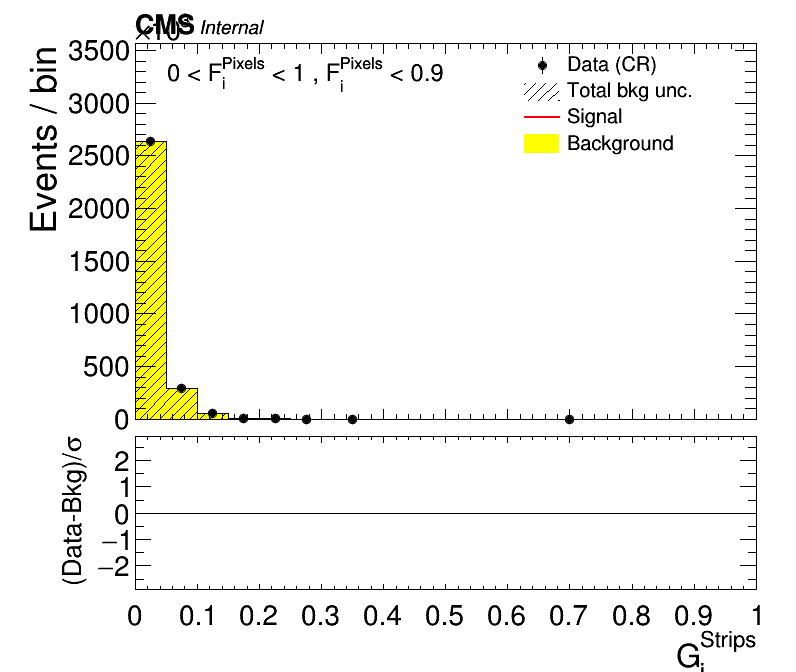 CMS Internal
×10³
3500
3000
2500
2000
1500
1000
500
0
Events / bin
0 < F_i^Pixels < 1 , F_i^Pixels < 0.9
Data (CR)
Total bkg unc.
Signal
Background
(Data-Bkg)/σ
2
1
0
−1
−2
0 0.1 0.2 0.3 0.4 0.5 0.6 0.7 0.8 0.9 1
G_i^Strips